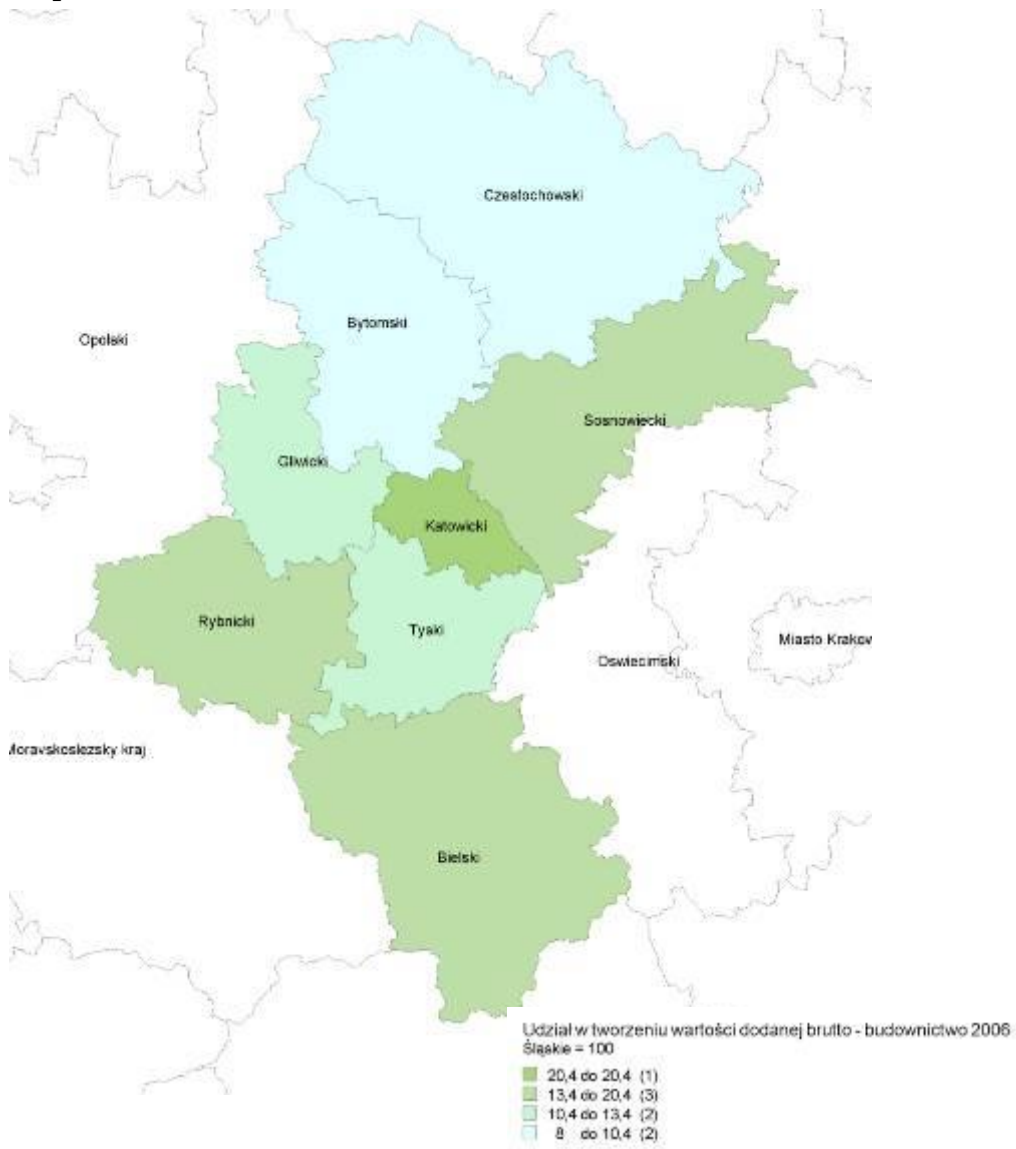 Czestochowski
Bytomski
Opolski
Sosnowiecki
Gliwicki
Katowicki
Rybnicki
Tyski
Miasto Krakow
Oswiecimski
Moravskoslezsky kraj
Bielski
Udział w tworzeniu wartości dodanej brutto - budownictwo 2006
Śląskie = 100
20,4 do 20,4 (1)
13,4 do 20,4 (3)
10,4 do 13,4 (2)
8 do 10,4 (2)